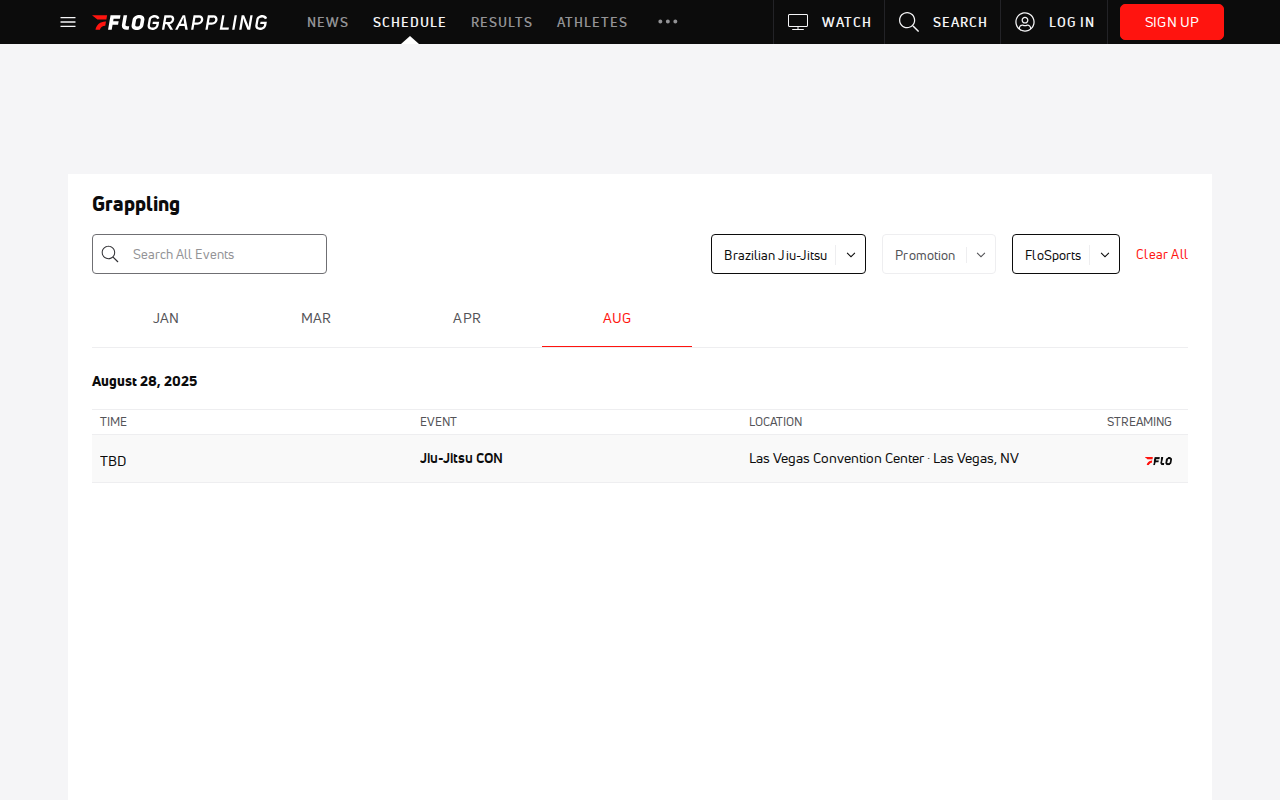 FLOGRAPPLING NEWS SCHEDULE RESULTS ATHLETES ••• WATCH SEARCH LOG IN SIGN UP
Grappling
Search All Events Brazilian Jiu-Jitsu Promotion FloSports Clear All
JAN MAR APR AUG
August 28, 2025
TIME EVENT LOCATION STREAMING
TBD Jiu-Jitsu CON Las Vegas Convention Center · Las Vegas, NV FLO